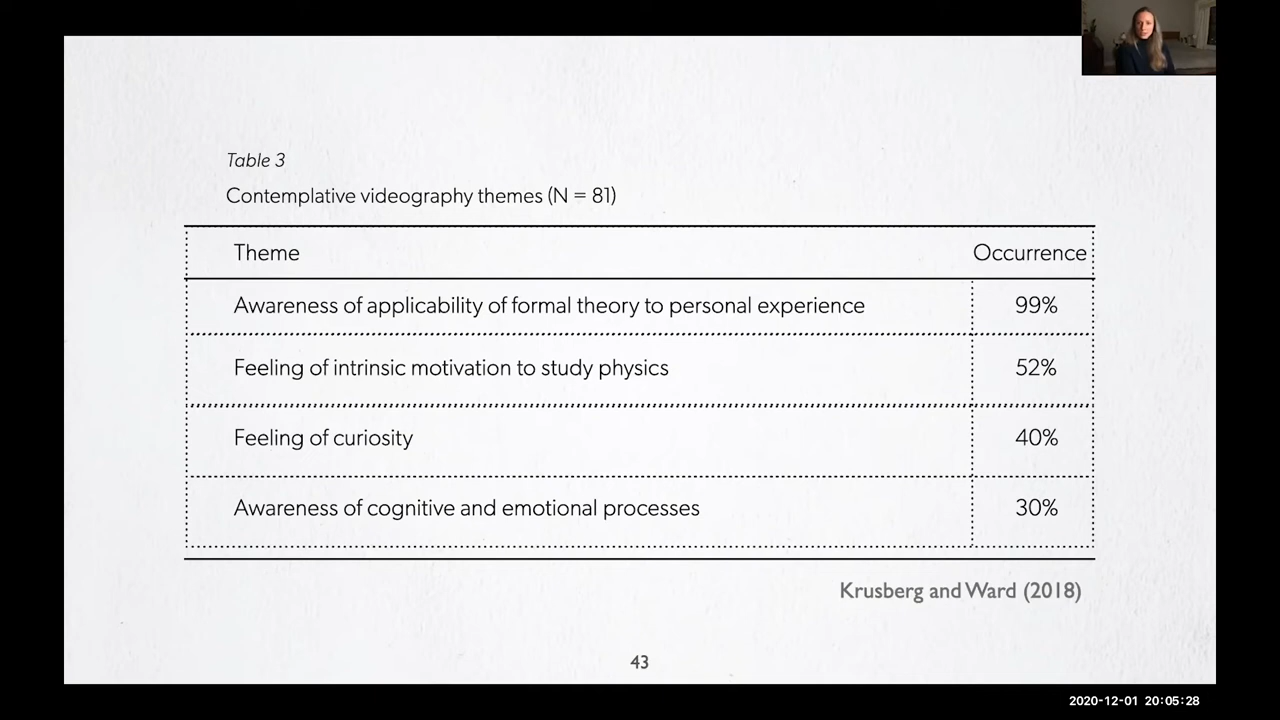 Table 3
Contemplative videography themes (N = 81)
Theme Occurrence
Awareness of applicability of formal theory to personal experience 99%
Feeling of intrinsic motivation to study physics 52%
Feeling of curiosity 40%
Awareness of cognitive and emotional processes 30%
Krusberg and Ward (2018)
43
2020-12-01 20:05:28